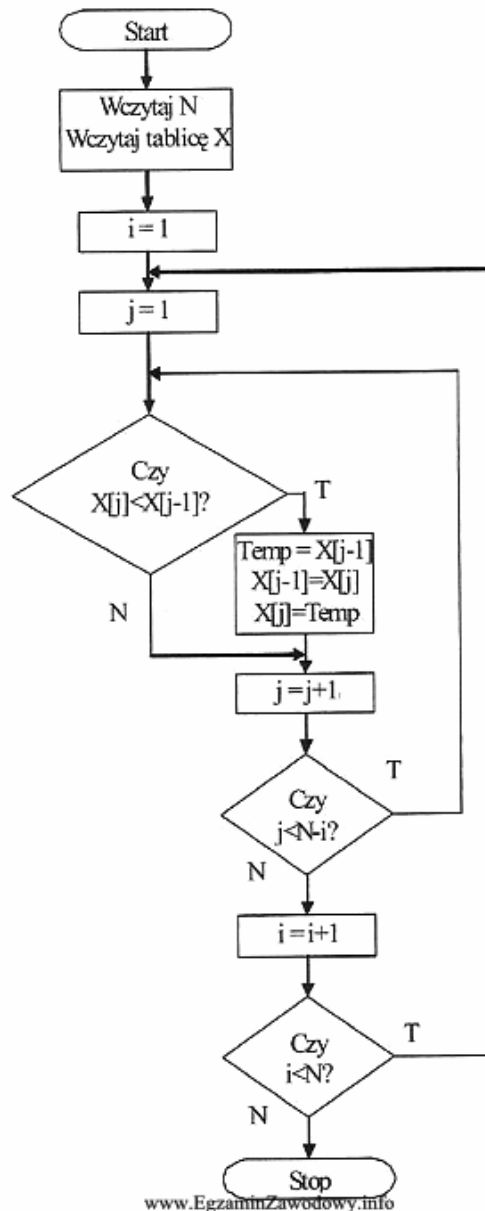 Start
Wczytaj N
Wczytaj tablicę X
i = 1
j = 1
Czy
X[j]<X[j-1]?
T
Temp = X[j-1]
X[j-1]=X[j]
X[j]=Temp
N
j = j+1
T
Czy
j<N-i?
N
i = i+1
Czy
i<N?
T
N
Stop
www.EgzaminZawodowy.info